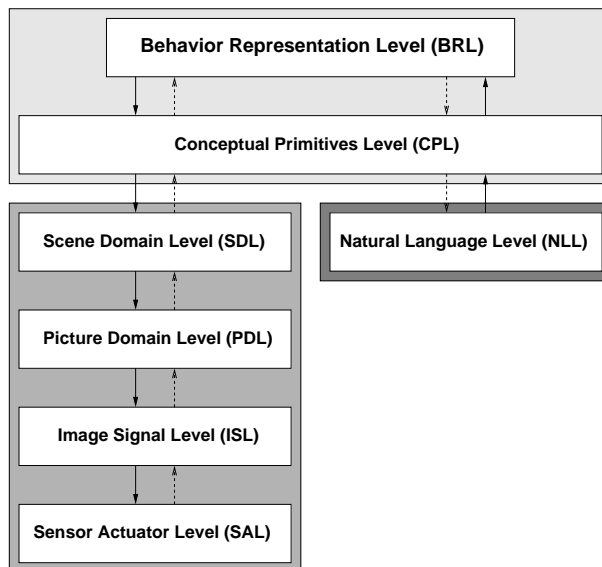 Behavior Representation Level (BRL)
Conceptual Primitives Level (CPL)
Scene Domain Level (SDL)
Natural Language Level (NLL)
Picture Domain Level (PDL)
Image Signal Level (ISL)
Sensor Actuator Level (SAL)